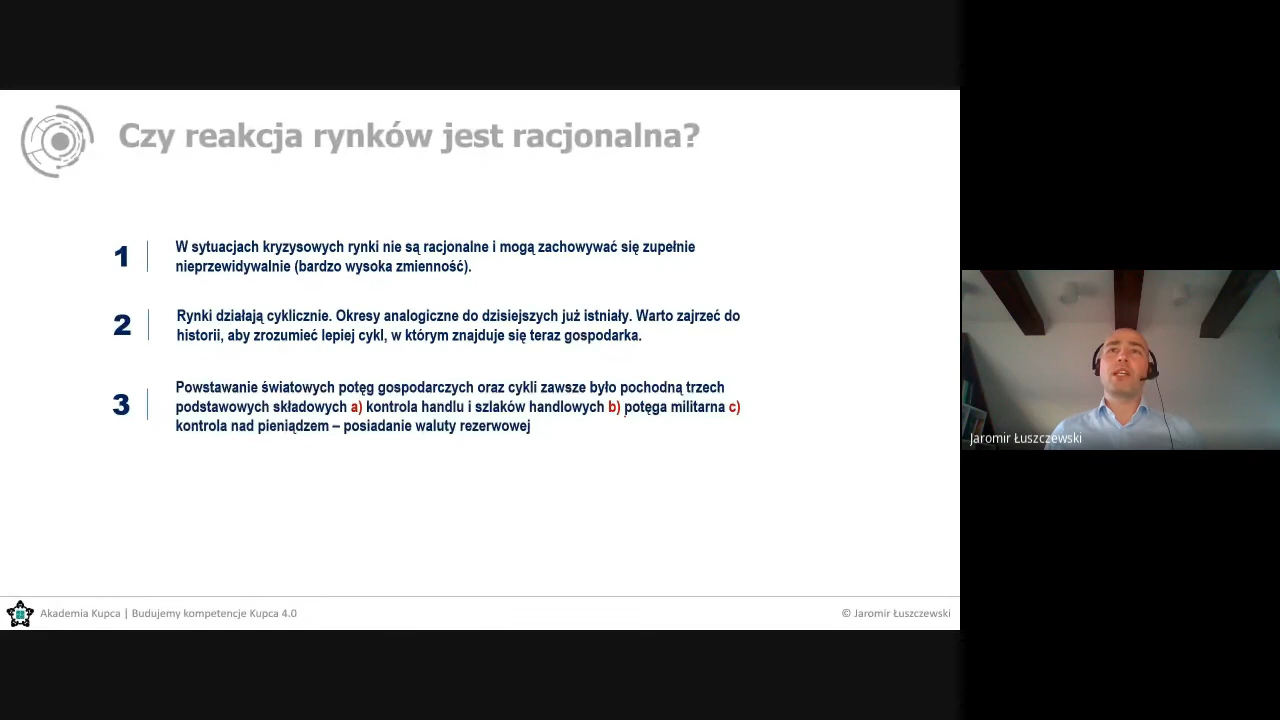 Czy reakcja rynków jest racjonalna?
1
W sytuacjach kryzysowych rynki nie są racjonalne i mogą zachowywać się zupełnie
nieprzewidywalnie (bardzo wysoka zmienność).
2
Rynki działają cyklicznie. Okresy analogiczne do dzisiejszych już istniały. Warto zajrzeć do
historii, aby zrozumieć lepiej cykl, w którym znajduje się teraz gospodarka.
3
Powstawanie światowych potęg gospodarczych oraz cykli zawsze było pochodną trzech
podstawowych składowych a) kontrola handlu i szlaków handlowych b) potęga militarna c)
kontrola nad pieniądzem – posiadanie waluty rezerwowej
Akademia Kupca | Budujemy kompetencje Kupca 4.0
© Jaromir Łuszczewski
Jaromir Łuszczewski